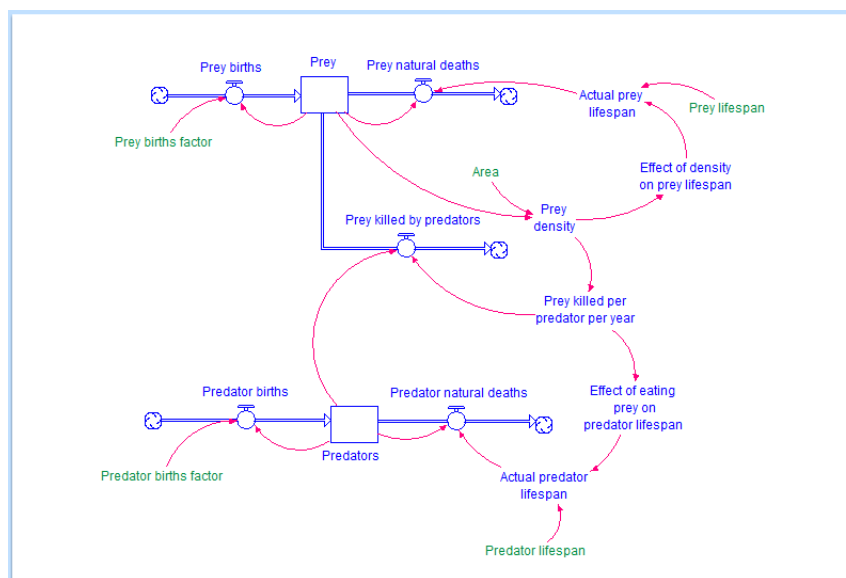 Prey
Prey births
Prey natural deaths
Actual prey
lifespan
Prey lifespan
Prey births factor
Area
Effect of density
on prey lifespan
Prey
density
Prey killed by predators
Prey killed per
predator per year
Predator births
Predator natural deaths
Effect of eating
prey on
predator lifespan
Predators
Predator births factor
Actual predator
lifespan
Predator lifespan